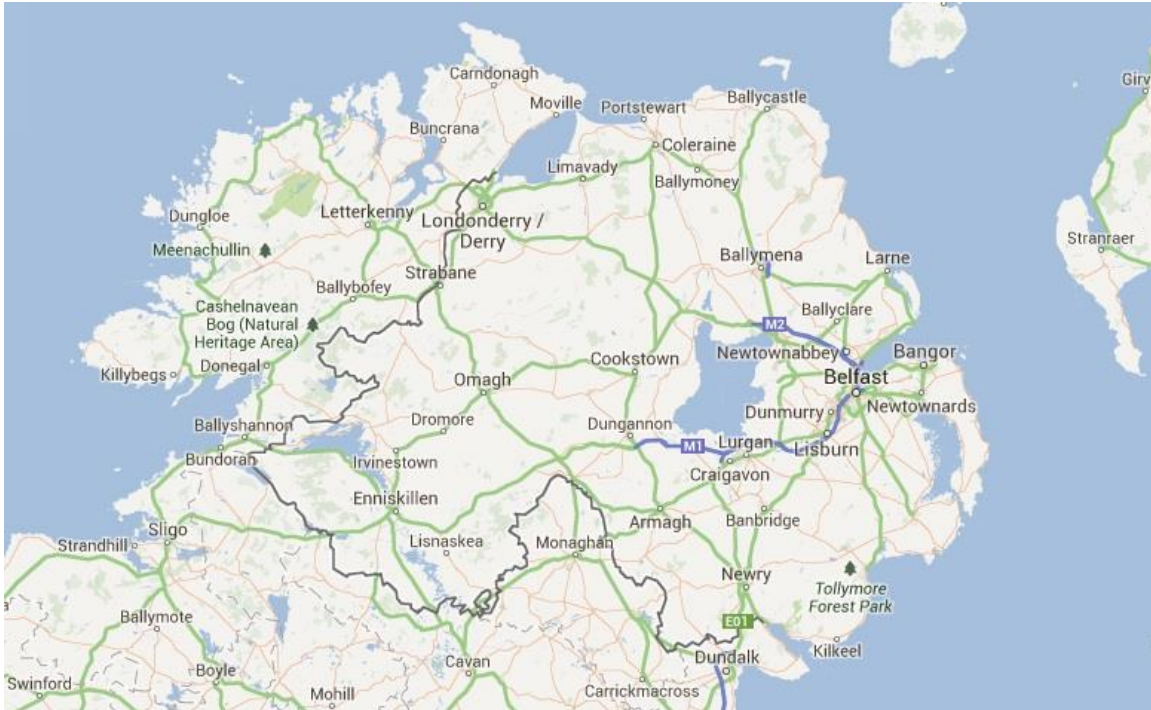 Carndonagh
Moville
Portstewart
Ballycastle
Girv
Buncrana
Coleraine
Limavady
Ballymoney
Dungloe
Letterkenny
Londonderry /
Derry
Stranraer
Meenachullin
Ballymena
Larne
Strabane
Ballybofey
Cashelnavean
Bog (Natural
Heritage Area)
Ballyclare
M2
Newtownabbey
Bangor
Killybegs
Donegal
Cookstown
Omagh
Belfast
Newtownards
Dunmurry
Dromore
Dungannon
Ballyshannon
M1
Lurgan
Lisburn
Bundoran
Irvinestown
Craigavon
Enniskillen
Armagh
Banbridge
Sligo
Strandhill
Lisnaskea
Monaghan
Newry
Tollymore
Forest Park
a
Ballymote
E01
Kilkeel
Cavan
Dundalk
Boyle
Swinford
Mohill
Carrickmacross